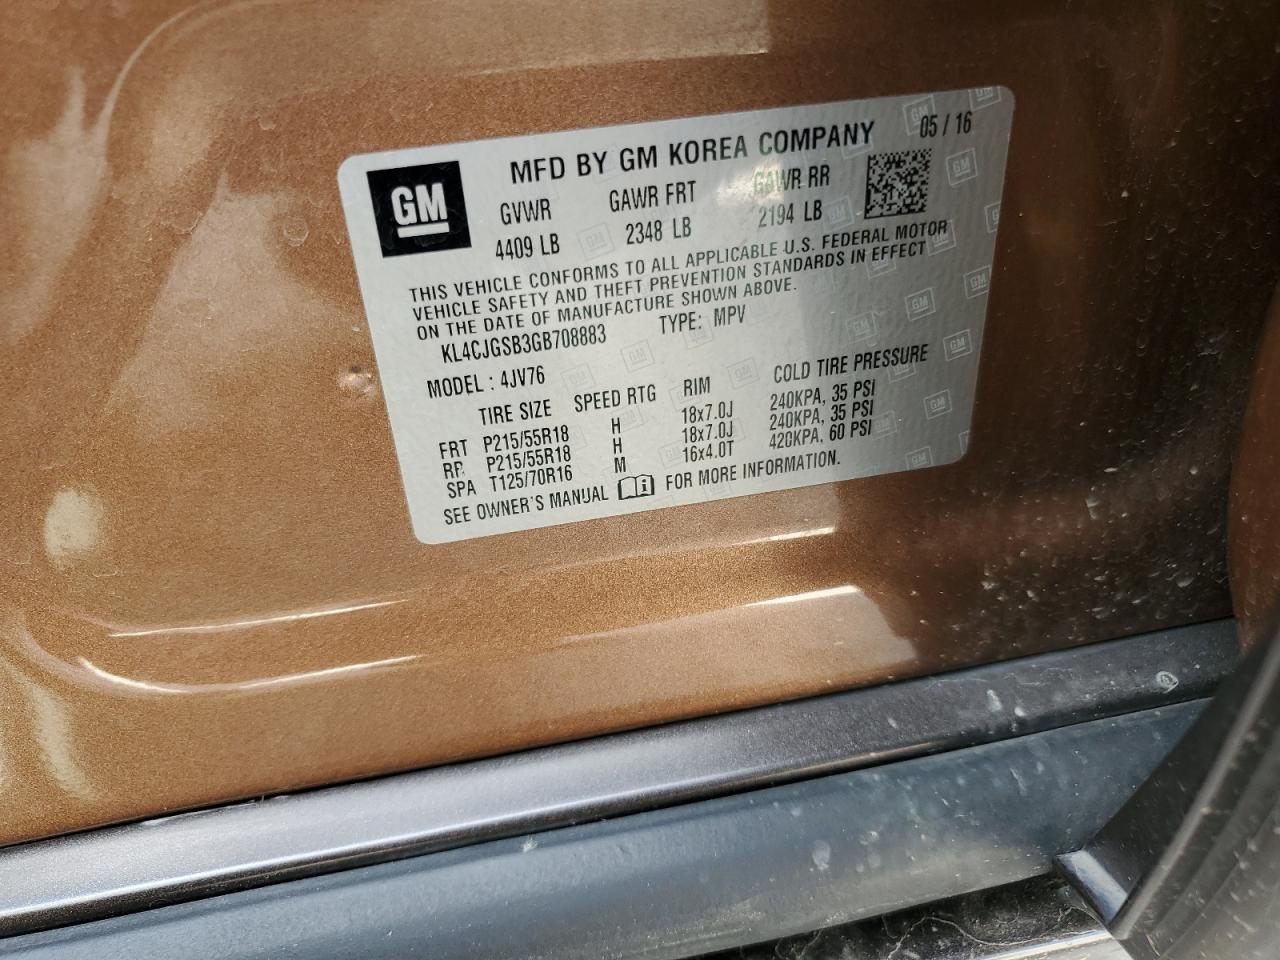 GM
MFD BY GM KOREA COMPANY 05 / 16
GVWR GAWR FRT GAWR RR
4409 LB 2348 LB 2194 LB
THIS VEHICLE CONFORMS TO ALL APPLICABLE U.S. FEDERAL MOTOR
VEHICLE SAFETY AND THEFT PREVENTION STANDARDS IN EFFECT
ON THE DATE OF MANUFACTURE SHOWN ABOVE.
KL4CJGSB3GB708883 TYPE: MPV
MODEL : 4JV76
TIRE SIZE SPEED RTG RIM COLD TIRE PRESSURE
FRT P215/55R18 H 18x7.0J 240KPA, 35 PSI
RR P215/55R18 H 18x7.0J 240KPA, 35 PSI
SPA T125/70R16 M 16x4.0T 420KPA, 60 PSI
SEE OWNER'S MANUAL FOR MORE INFORMATION.